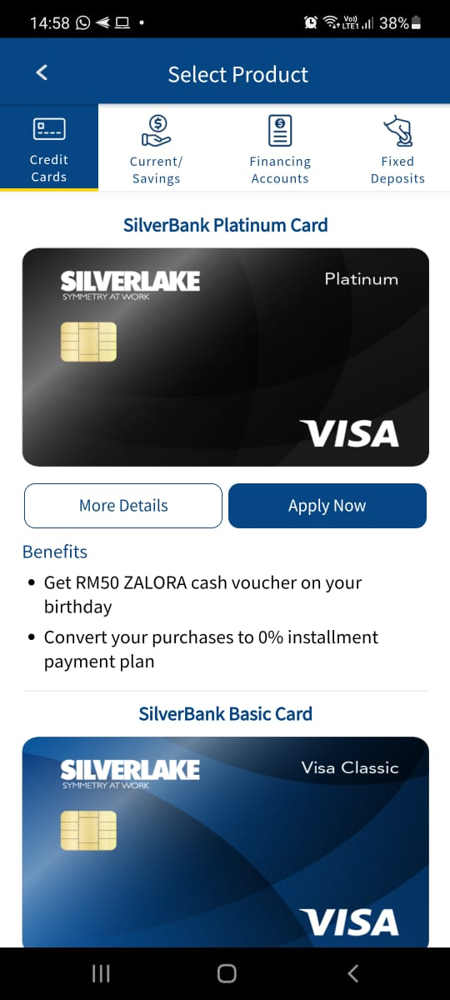 14:58
Vo)) LTE1 38%
Select Product
Credit
Cards
Current/
Savings
Financing
Accounts
Fixed
Deposits
SilverBank Platinum Card
SILVERLAKE
SYMMETRY AT WORK
Platinum
VISA
More Details
Apply Now
Benefits
• Get RM50 ZALORA cash voucher on your
birthday
• Convert your purchases to 0% installment
payment plan
SilverBank Basic Card
SILVERLAKE
SYMMETRY AT WORK
Visa Classic
VISA